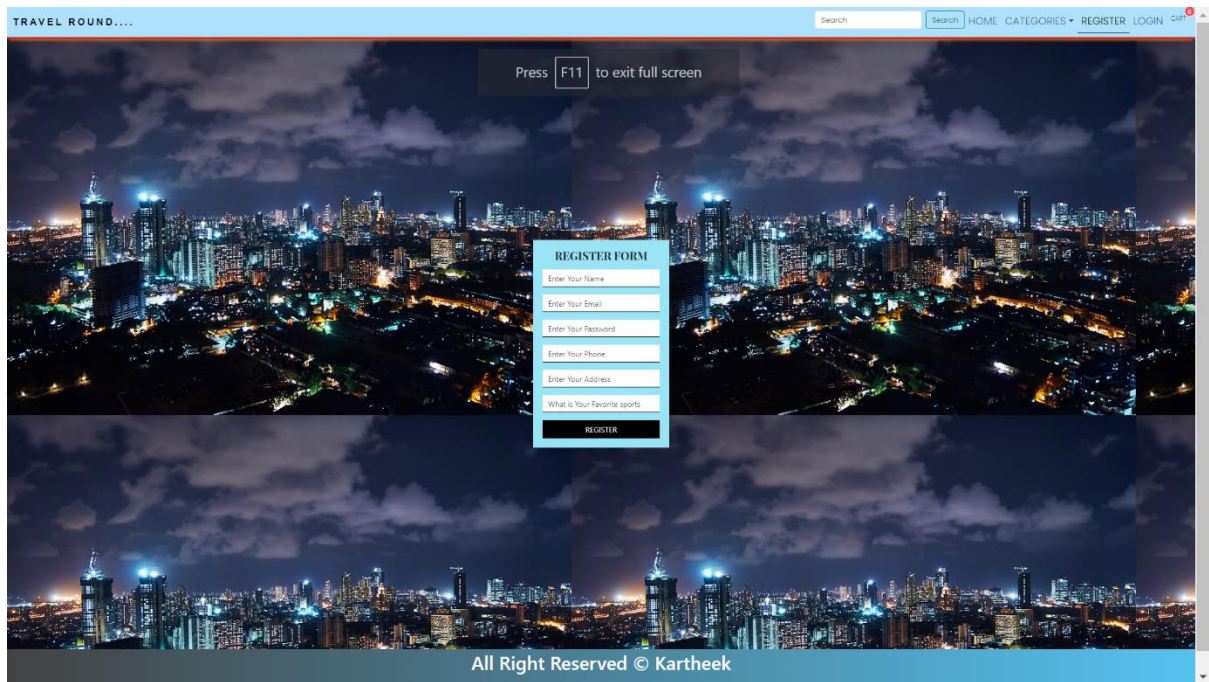 TRAVEL ROUND....
Search Search HOME CATEGORIES REGISTER LOGIN CART 0
Press F11 to exit full screen
REGISTER FORM
Enter Your Name
Enter Your Email
Enter Your Password
Enter Your Phone
Enter Your Address
What is Your Favorite sports
REGISTER
All Right Reserved © Kartheek